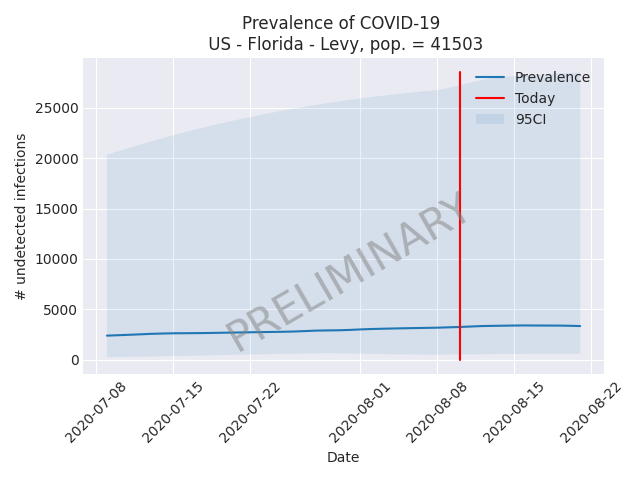 Prevalence of COVID-19
US - Florida - Levy, pop. = 41503
# undetected infections
25000
20000
15000
10000
5000
0
Prevalence
Today
95CI
PRELIMINARY
2020-07-08
2020-07-15
2020-07-22
2020-08-01
2020-08-08
2020-08-15
2020-08-22
Date